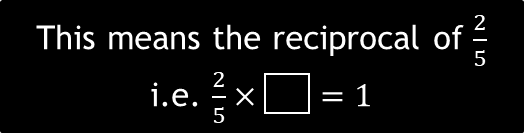 This means the reciprocal of 2/5
i.e. 2/5 × □ = 1